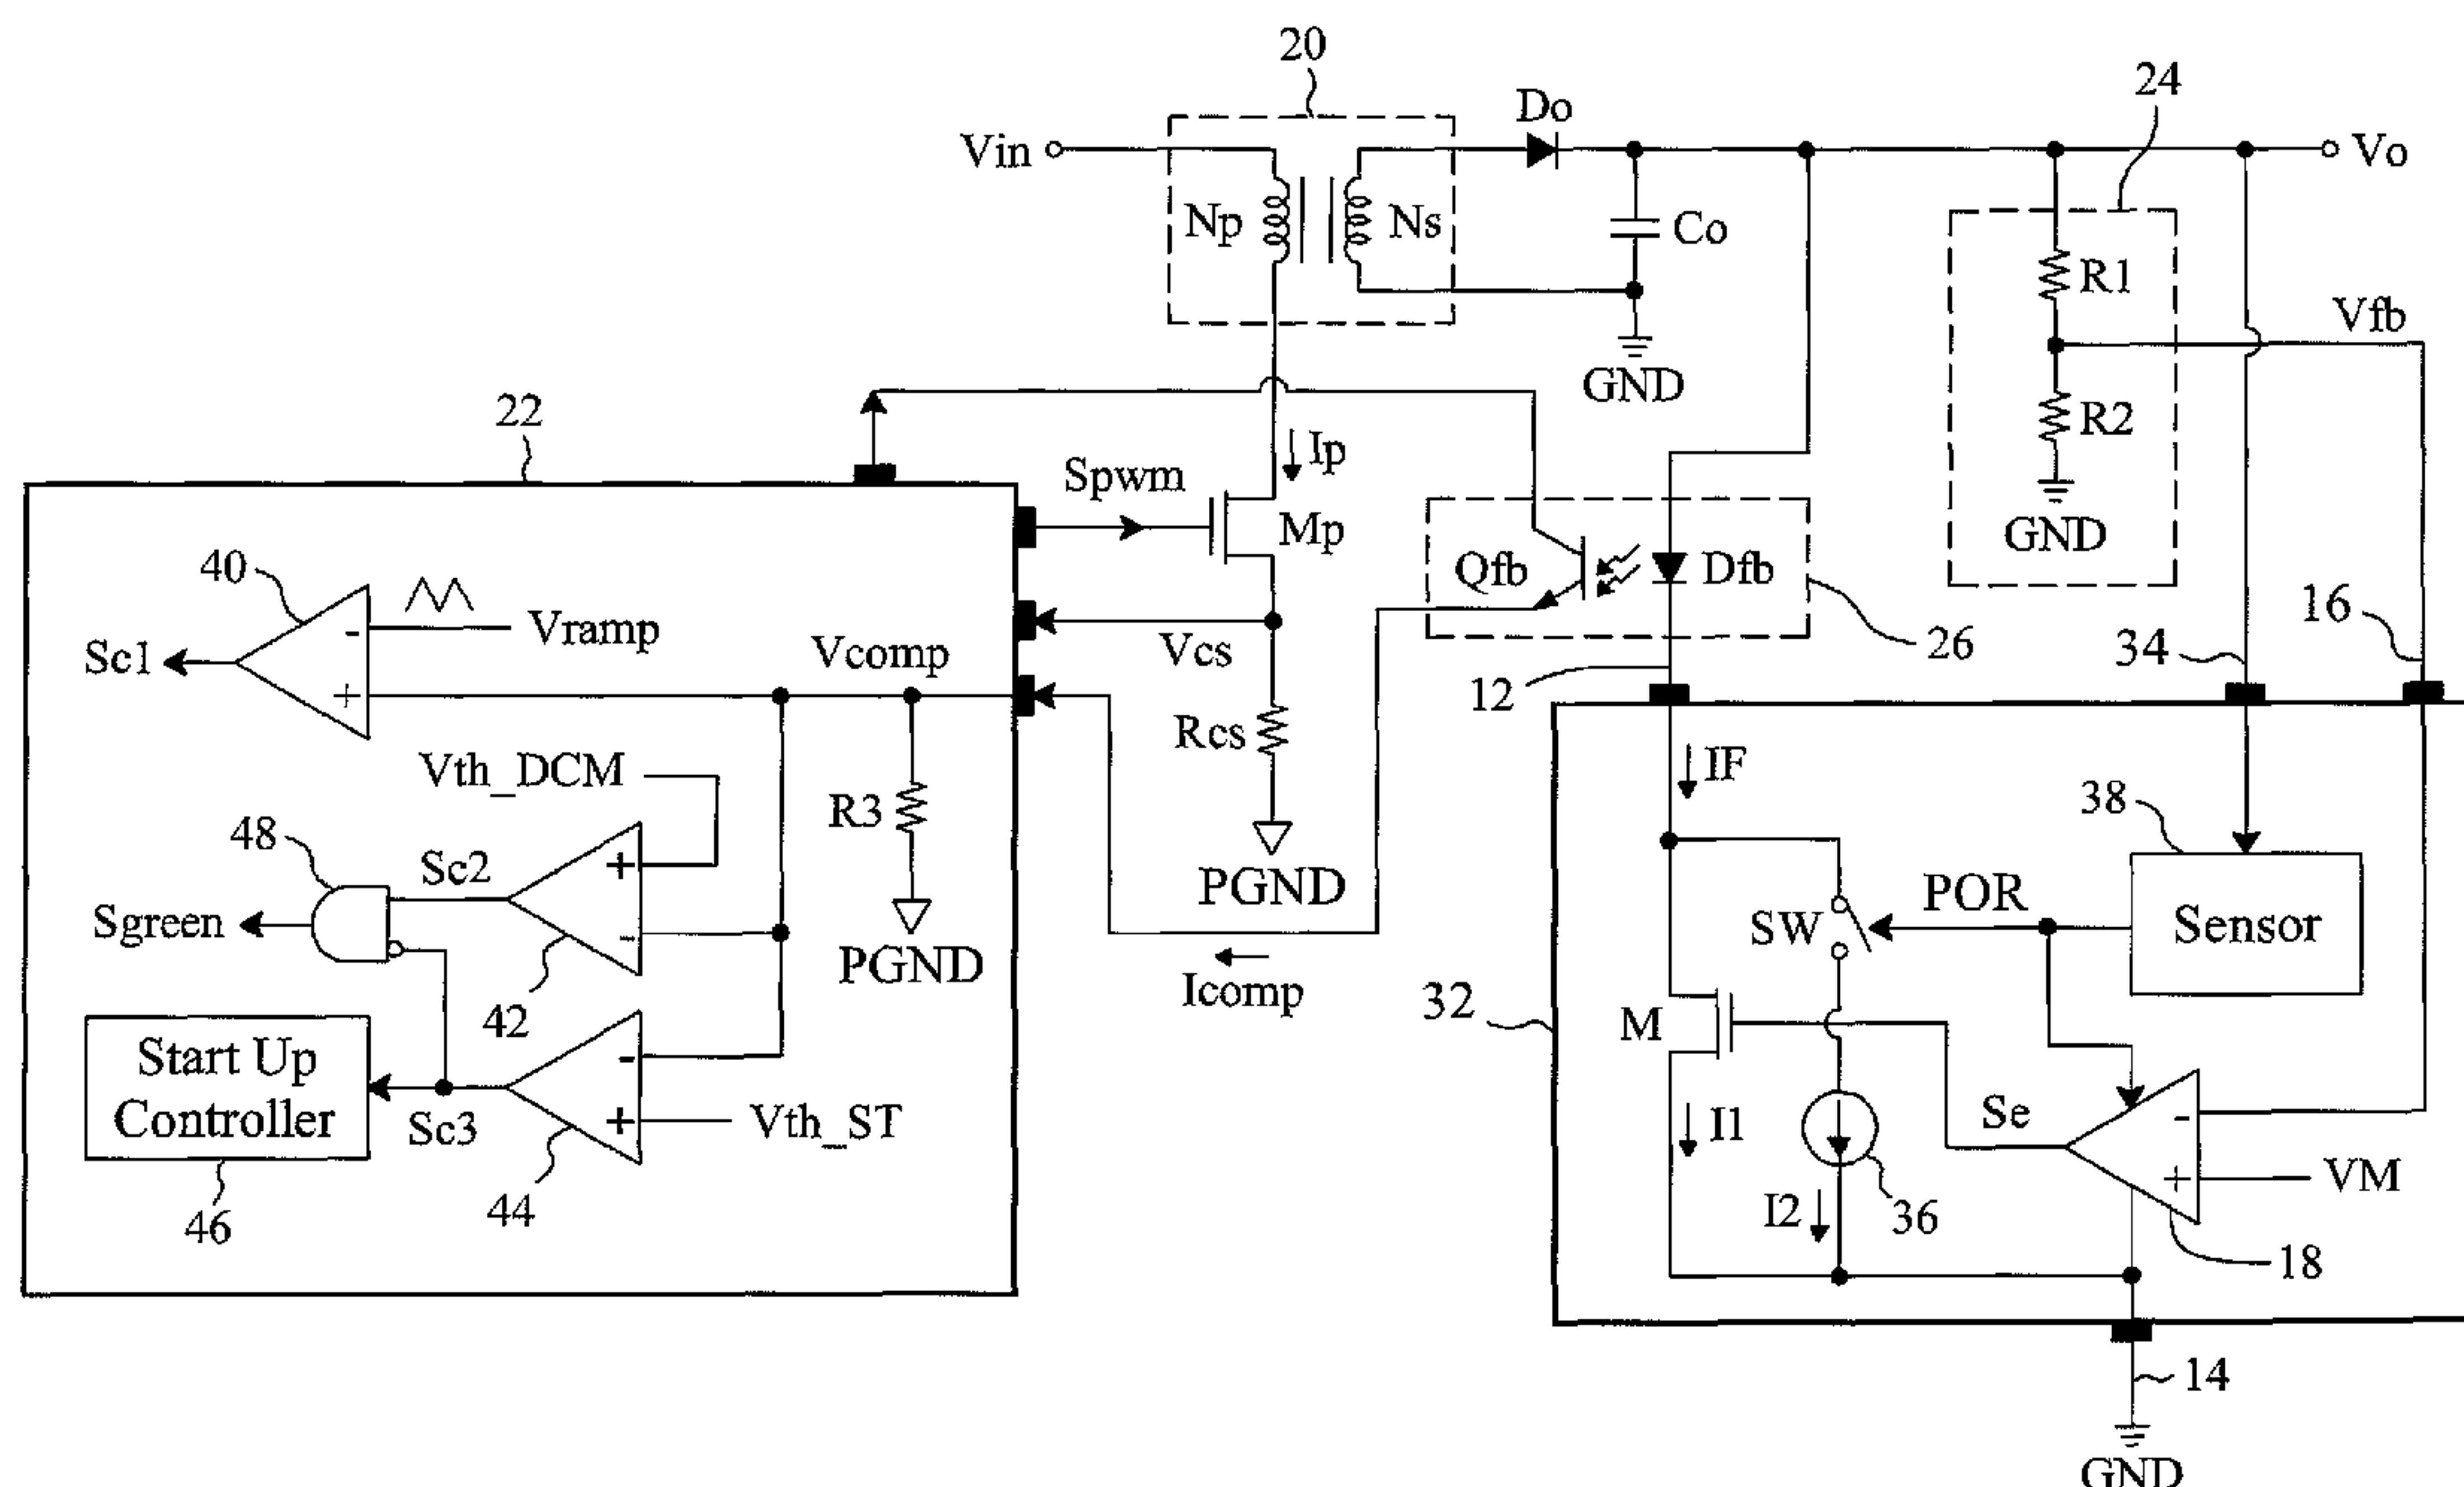 20
Do
24
Vin
Vo
Np
Ns
Co
R1
Vfb
GND
R2
22
Ip
Spwm
Mp
GND
40
Qfb
Dfb
16
Vramp
Vcomp
Vcs
26
34
Sc1
-
+
12
Rcs
Vth_DCM
IF
R3
38
48
Sc2
+
PGND
POR
Sensor
Sgreen
-
SW
PGND
Icomp
42
32
M
Start Up
Controller
-
Sc3
+
Vth_ST
I1
Se
-
+
VM
46
44
I2
36
18
14
GND